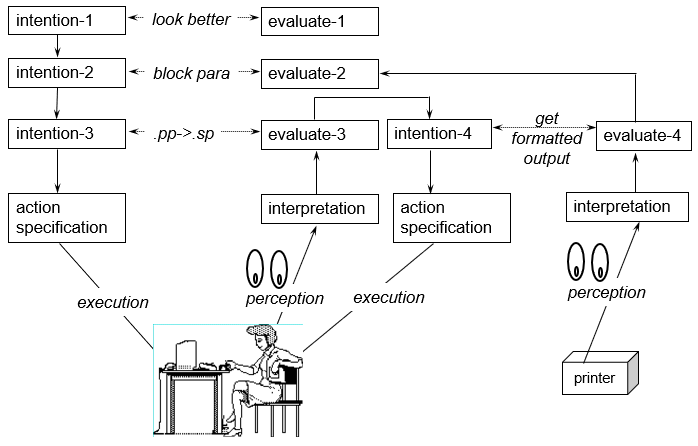 intention-1
look better
evaluate-1
intention-2
block para
evaluate-2
intention-3
.pp->.sp
evaluate-3
intention-4
get
formatted
output
evaluate-4
action
specification
interpretation
action
specification
interpretation
execution
perception
execution
perception
printer